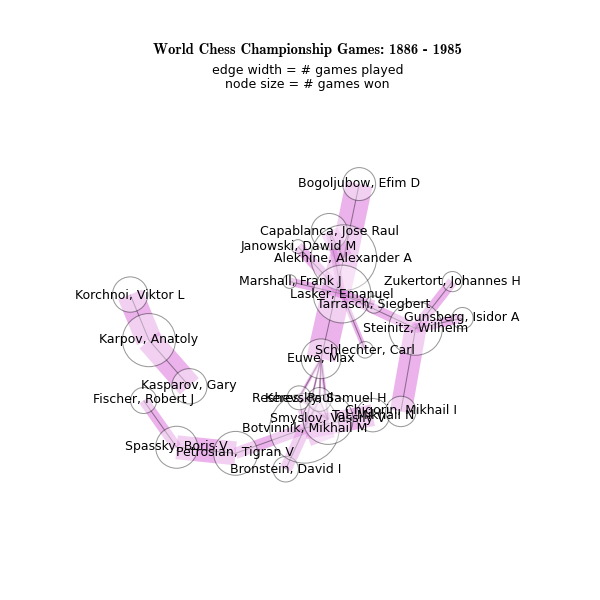 World Chess Championship Games: 1886 - 1985
edge width = # games played
node size = # games won
Bogoljubow, Efim D
Capablanca, Jose Raul
Janowski, Dawid M
Alekhine, Alexander A
Marshall, Frank J
Zukertort, Johannes H
Korchnoi, Viktor L
Lasker, Emanuel
Tarrasch, Siegbert
Gunsberg, Isidor A
Steinitz, Wilhelm
Karpov, Anatoly
Schlechter, Carl
Euwe, Max
Kasparov, Gary
Fischer, Robert J
Reshevsky, Samuel H
Keres, Paul
Chigorin, Mikhail I
Tal, Mikhail N
Smyslov, Vassily V
Botvinnik, Mikhail M
Spassky, Boris V
Petrosian, Tigran V
Bronstein, David I